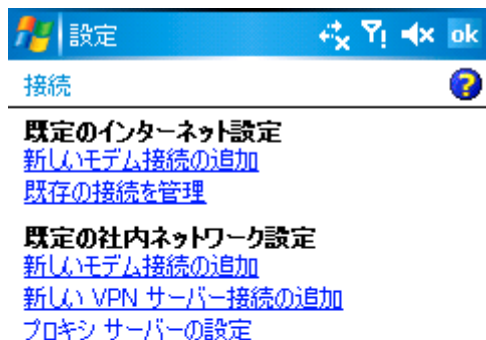 設定
ok
接続
既定のインターネット設定
新しいモデム接続の追加
既存の接続を管理
既定の社内ネットワーク設定
新しいモデム接続の追加
新しい VPN サーバー接続の追加
プロキシ サーバーの設定